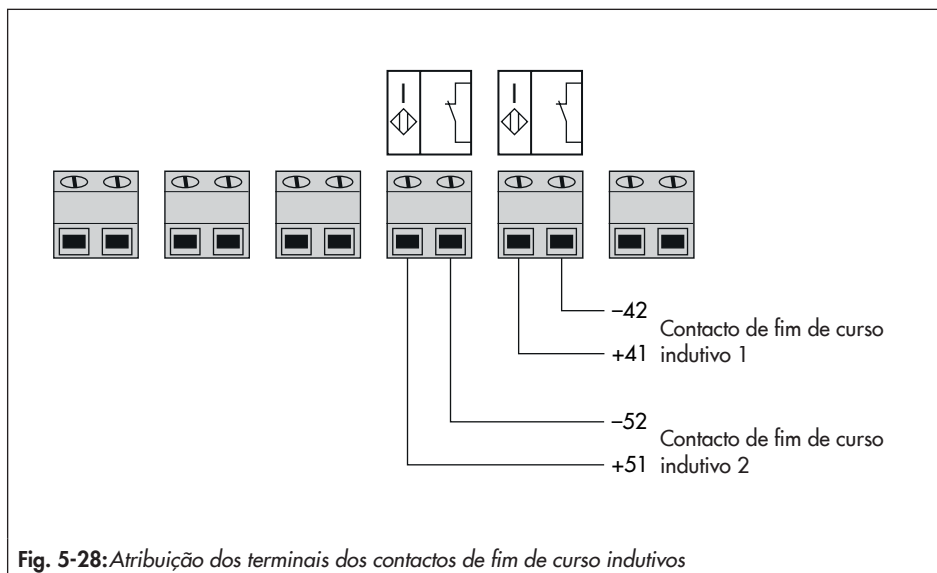 −42
Contacto de fim de curso
+41 indutivo 1
−52
Contacto de fim de curso
+51 indutivo 2
Fig. 5-28: Atribuição dos terminais dos contactos de fim de curso indutivos